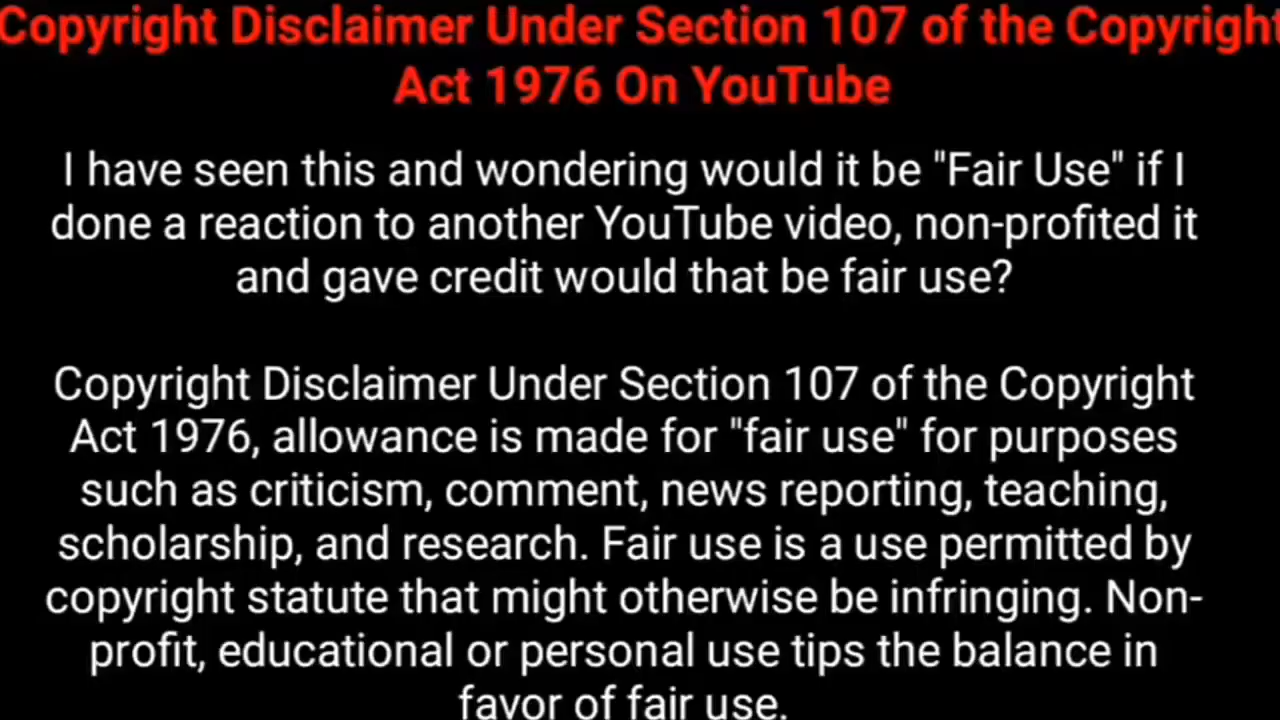 Copyright Disclaimer Under Section 107 of the Copyright
Act 1976 On YouTube
I have seen this and wondering would it be "Fair Use" if I
done a reaction to another YouTube video, non-profited it
and gave credit would that be fair use?
Copyright Disclaimer Under Section 107 of the Copyright
Act 1976, allowance is made for "fair use" for purposes
such as criticism, comment, news reporting, teaching,
scholarship, and research. Fair use is a use permitted by
copyright statute that might otherwise be infringing. Non-
profit, educational or personal use tips the balance in
favor of fair use.